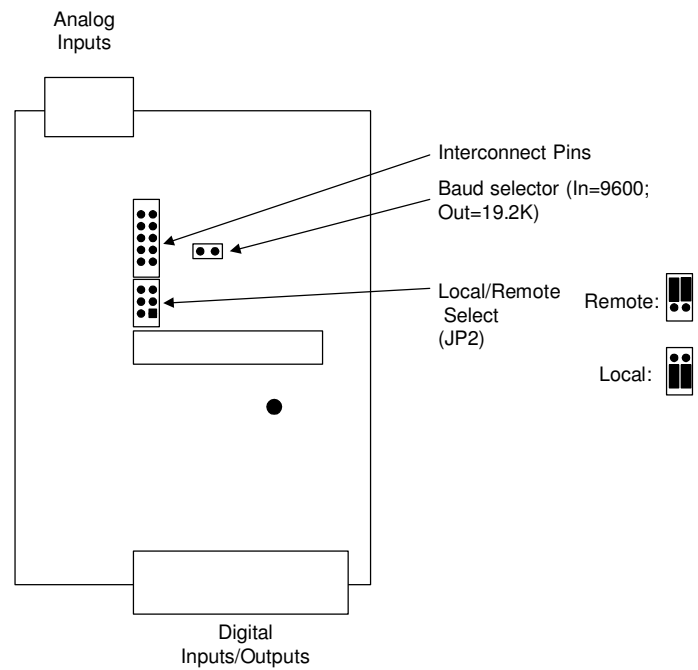 Analog
Inputs
Interconnect Pins
Baud selector (In=9600;
Out=19.2K)
Local/Remote
Select
(JP2)
Remote:
Local:
Digital
Inputs/Outputs